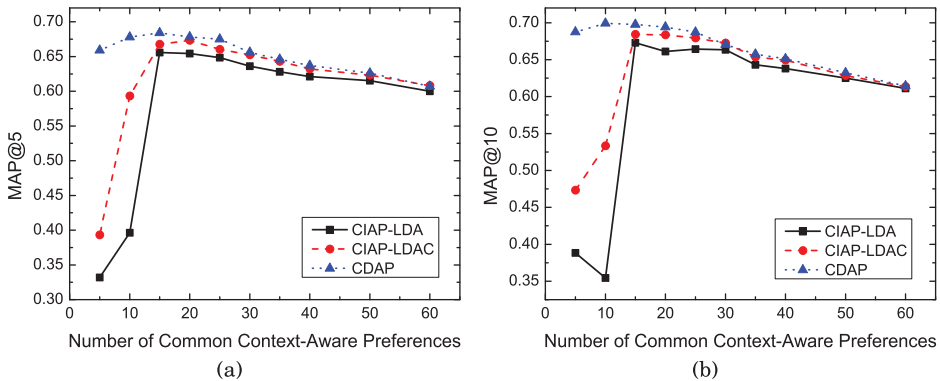 0.70
0.65
0.60
0.55
0.50
0.45
0.40
0.35
0.30
MAP@5
0 10 20 30 40 50 60
Number of Common Context-Aware Preferences
CIAP-LDA
CIAP-LDAC
CDAP
(a)
0.70
0.65
0.60
0.55
0.50
0.45
0.40
0.35
MAP@10
0 10 20 30 40 50 60
Number of Common Context-Aware Preferences
CIAP-LDA
CIAP-LDAC
CDAP
(b)